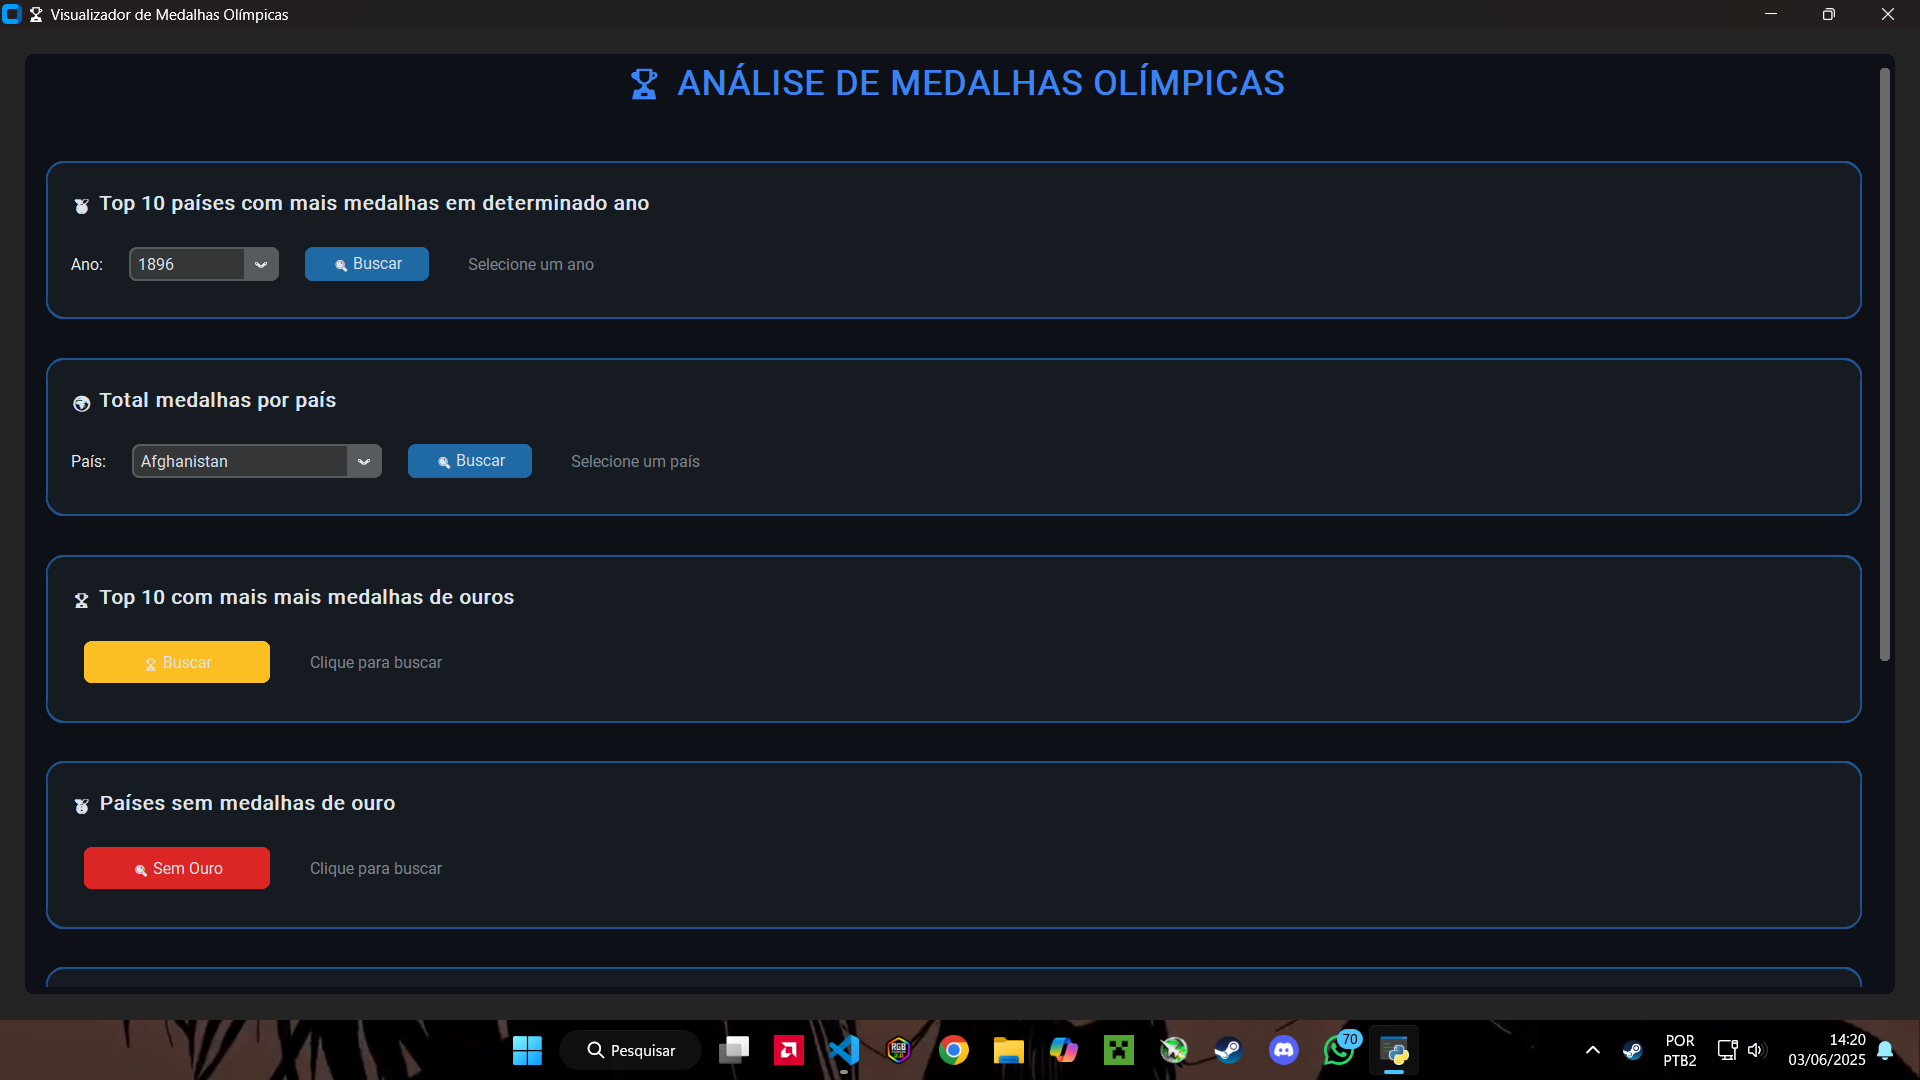 Visualizador de Medalhas Olímpicas
ANÁLISE DE MEDALHAS OLÍMPICAS
Top 10 países com mais medalhas em determinado ano
Ano: 1896 Buscar Selecione um ano
Total medalhas por país
País: Afghanistan Buscar Selecione um país
Top 10 com mais mais medalhas de ouros
Buscar Clique para buscar
Países sem medalhas de ouro
Sem Ouro Clique para buscar
Pesquisar
RGB
70
POR
PTB2
14:20
03/06/2025